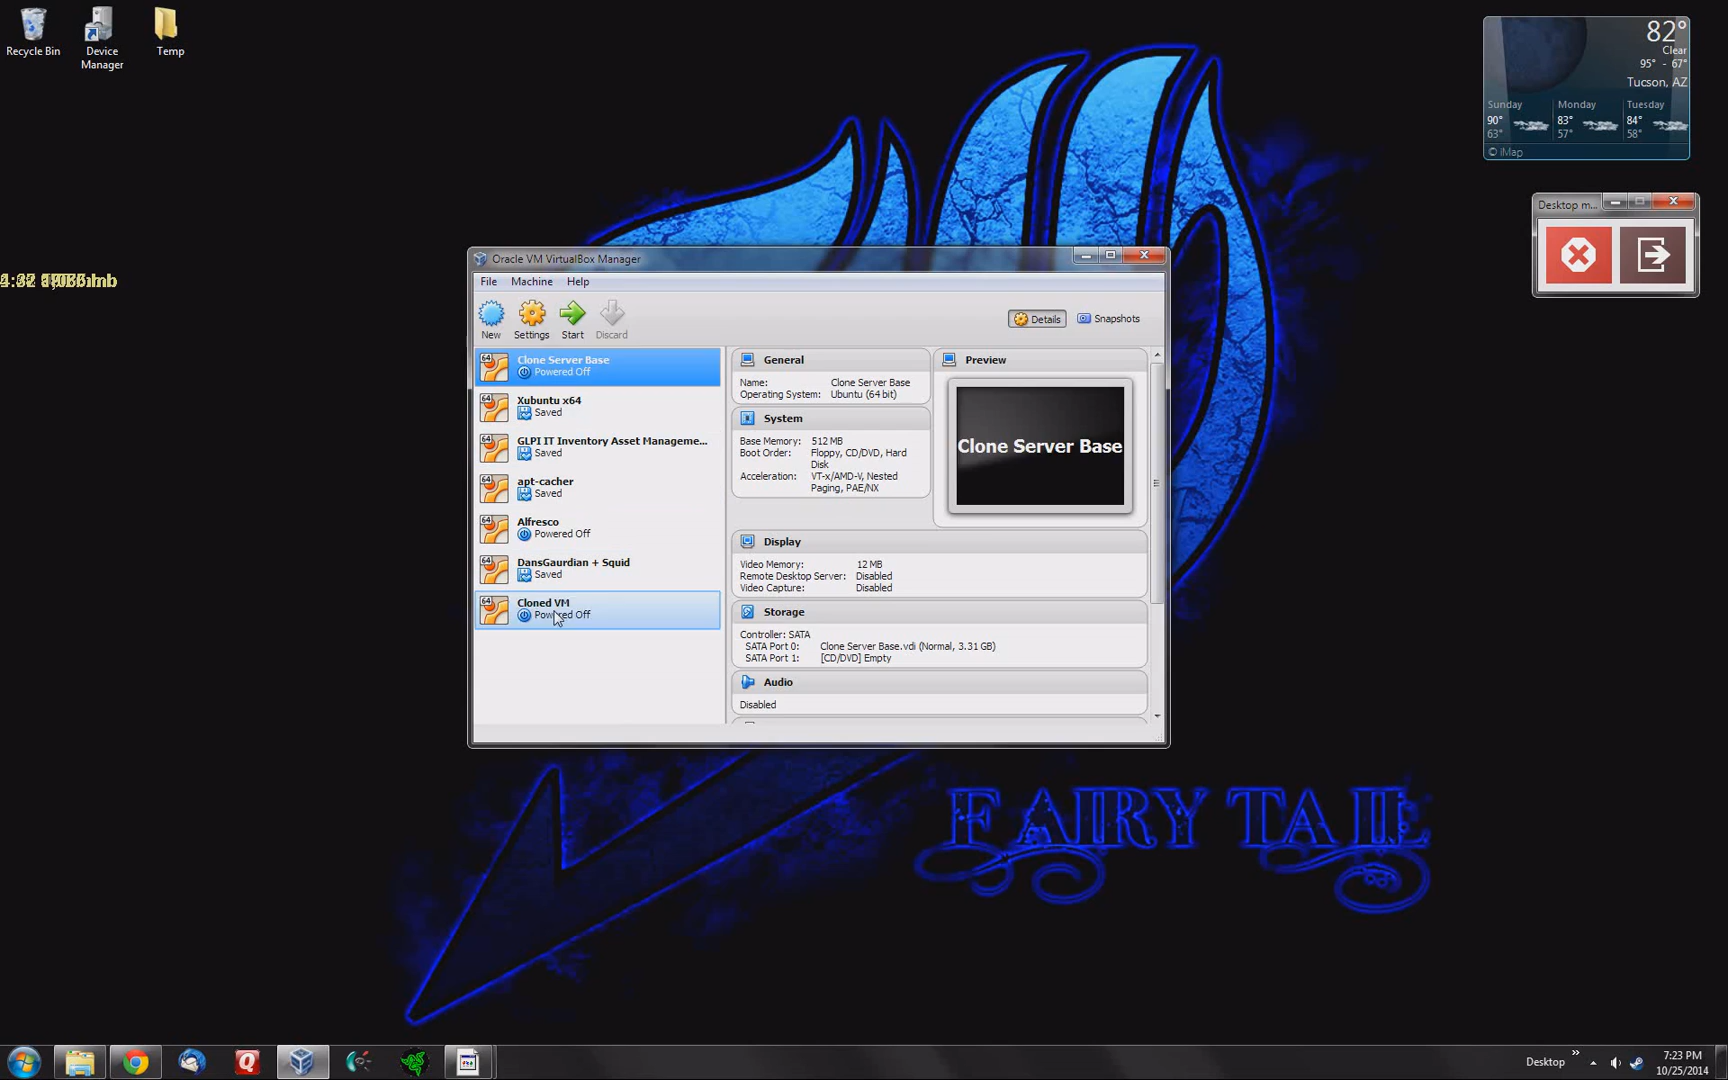 Recycle Bin
Device
Manager
Temp
82°
Clear
95° - 67°
Tucson, AZ
Sunday
Monday
Tuesday
90°
63°
83°
57°
84°
58°
© iMap
Desktop m...
Oracle VM VirtualBox Manager
File
Machine
Help
New
Settings
Start
Discard
Details
Snapshots
64
Clone Server Base
Powered Off
64
Xubuntu x64
Saved
64
GLPI IT Inventory Asset Manageme...
Saved
64
apt-cacher
Saved
64
Alfresco
Powered Off
64
DansGaurdian + Squid
Saved
64
Cloned VM
Powered Off
General
Name: Clone Server Base
Operating System: Ubuntu (64 bit)
System
Base Memory: 512 MB
Boot Order: Floppy, CD/DVD, Hard
Disk
Acceleration: VT-x/AMD-V, Nested
Paging, PAE/NX
Preview
Clone Server Base
Display
Video Memory: 12 MB
Remote Desktop Server: Disabled
Video Capture: Disabled
Storage
Controller: SATA
SATA Port 0: Clone Server Base.vdi (Normal, 3.31 GB)
SATA Port 1: [CD/DVD] Empty
Audio
Disabled
FAIRY TAIL
Desktop
»
7:23 PM
10/25/2014